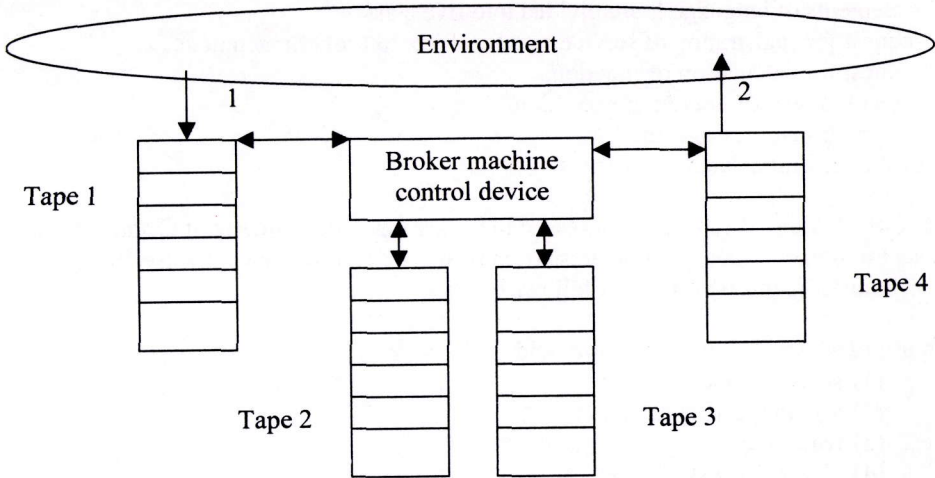 Environment
1
2
Broker machine
control device
Tape 1
Tape 4
Tape 2
Tape 3